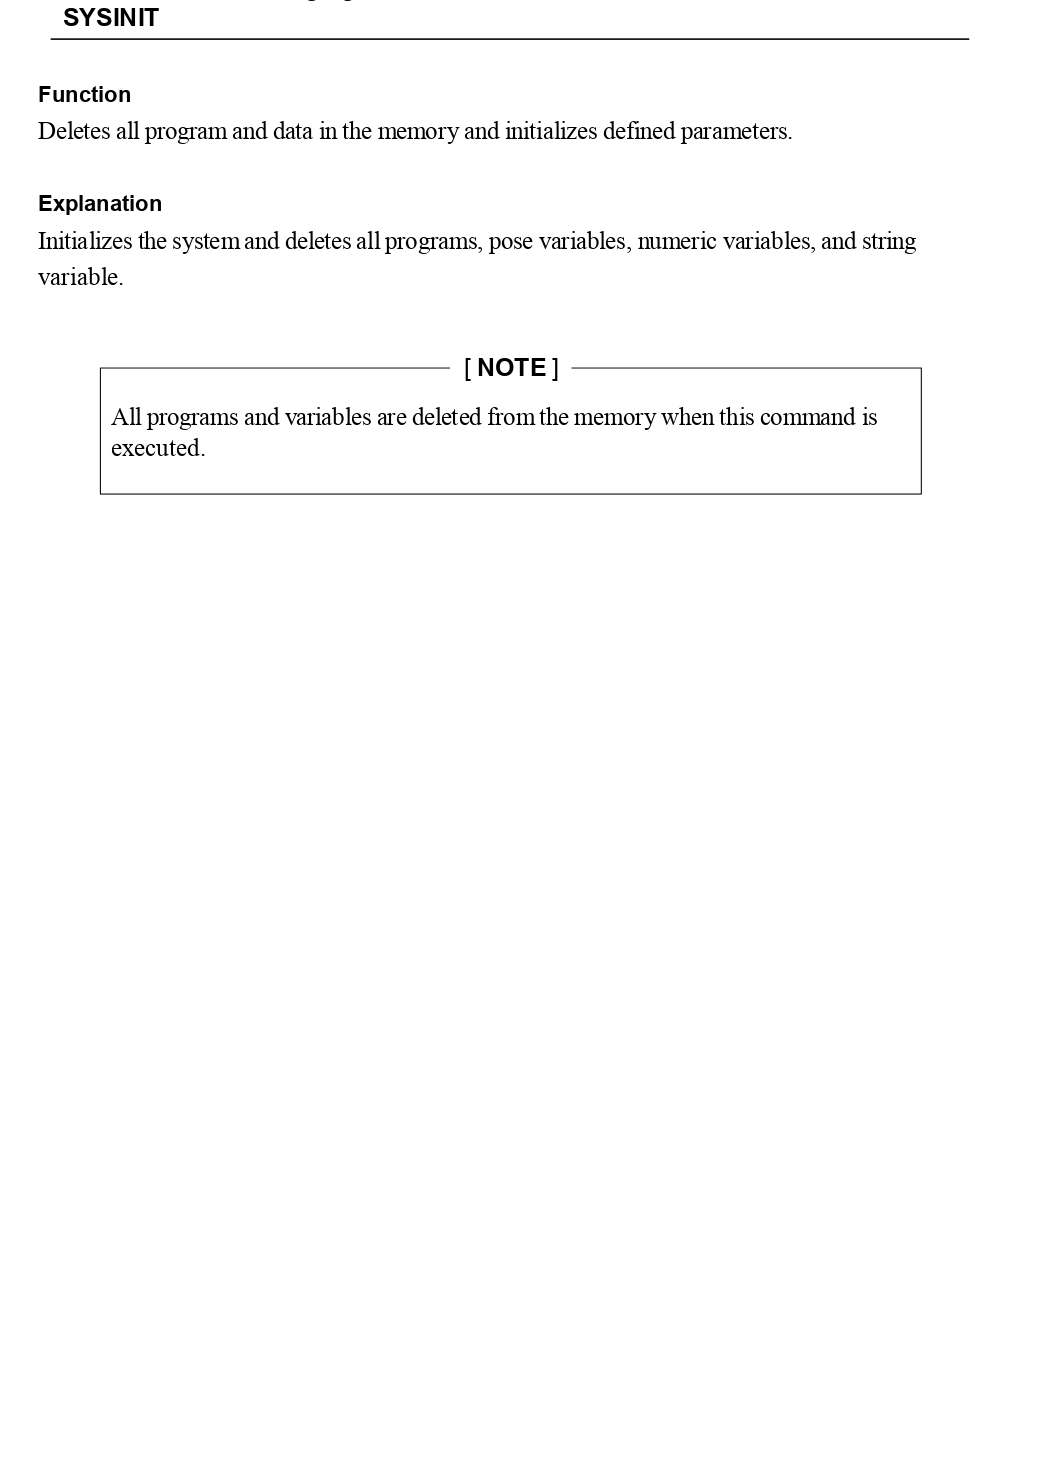 SYSINIT
Function
Deletes all program and data in the memory and initializes defined parameters.
Explanation
Initializes the system and deletes all programs, pose variables, numeric variables, and string
variable.
[ NOTE ]
All programs and variables are deleted from the memory when this command is
executed.